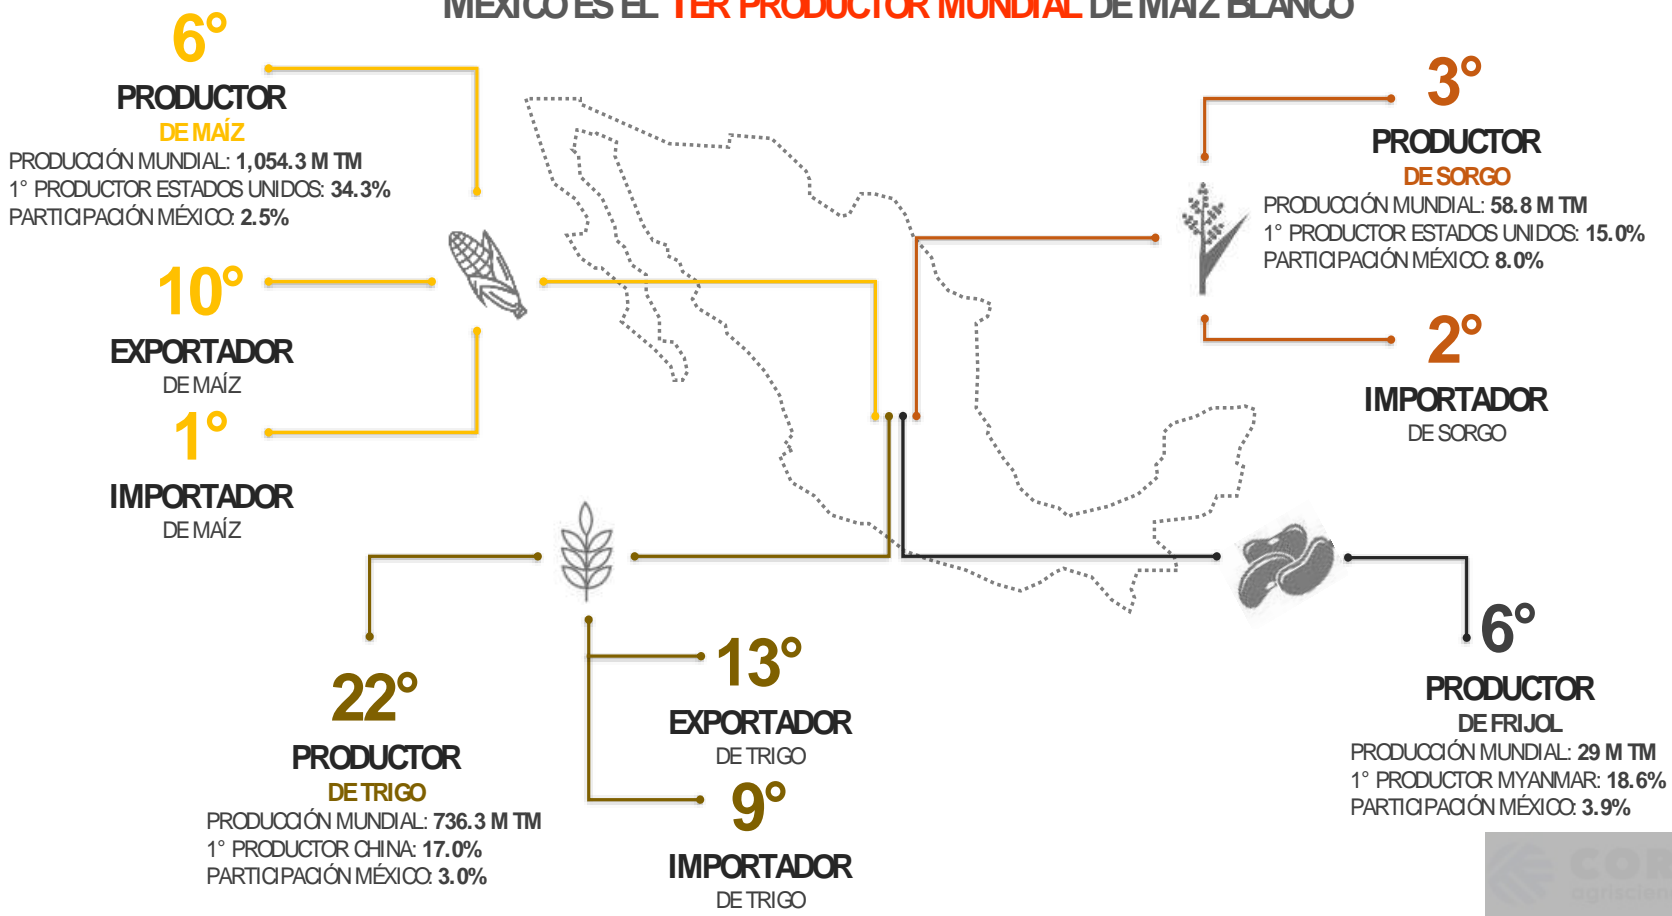 MÉXICO ES EL 1ER PRODUCTOR MUNDIAL DE MAÍZ BLANCO
6°
PRODUCTOR
DE MAÍZ
PRODUCCIÓN MUNDIAL: 1,054.3 M TM
1° PRODUCTOR ESTADOS UNIDOS: 34.3%
PARTICIPACIÓN MÉXICO: 2.5%
10°
EXPORTADOR
DE MAÍZ
1°
IMPORTADOR
DE MAÍZ
3°
PRODUCTOR
DE SORGO
PRODUCCIÓN MUNDIAL: 58.8 M TM
1° PRODUCTOR ESTADOS UNIDOS: 15.0%
PARTICIPACIÓN MÉXICO: 8.0%
2°
IMPORTADOR
DE SORGO
22°
PRODUCTOR
DE TRIGO
PRODUCCIÓN MUNDIAL: 736.3 M TM
1° PRODUCTOR CHINA: 17.0%
PARTICIPACIÓN MÉXICO: 3.0%
13°
EXPORTADOR
DE TRIGO
9°
IMPORTADOR
DE TRIGO
6°
PRODUCTOR
DE FRIJOL
PRODUCCIÓN MUNDIAL: 29 M TM
1° PRODUCTOR MYANMAR: 18.6%
PARTICIPACIÓN MÉXICO: 3.9%